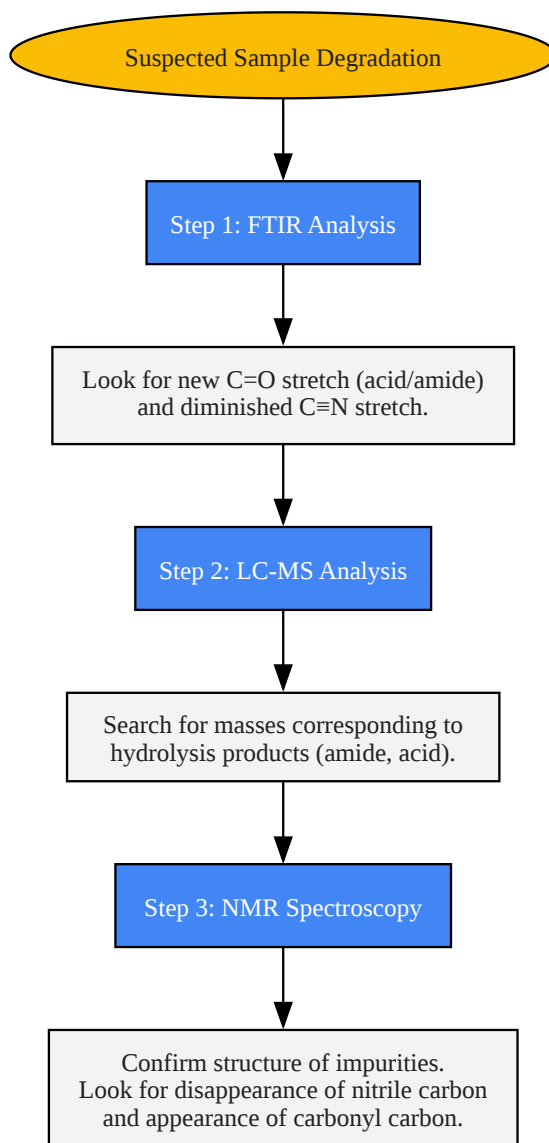 Suspected Sample Degradation
Step 1: FTIR Analysis
Look for new C=O stretch (acid/amide)
and diminished C≡N stretch.
Step 2: LC-MS Analysis
Search for masses corresponding to
hydrolysis products (amide, acid).
Step 3: NMR Spectroscopy
Confirm structure of impurities.
Look for disappearance of nitrile carbon
and appearance of carbonyl carbon.